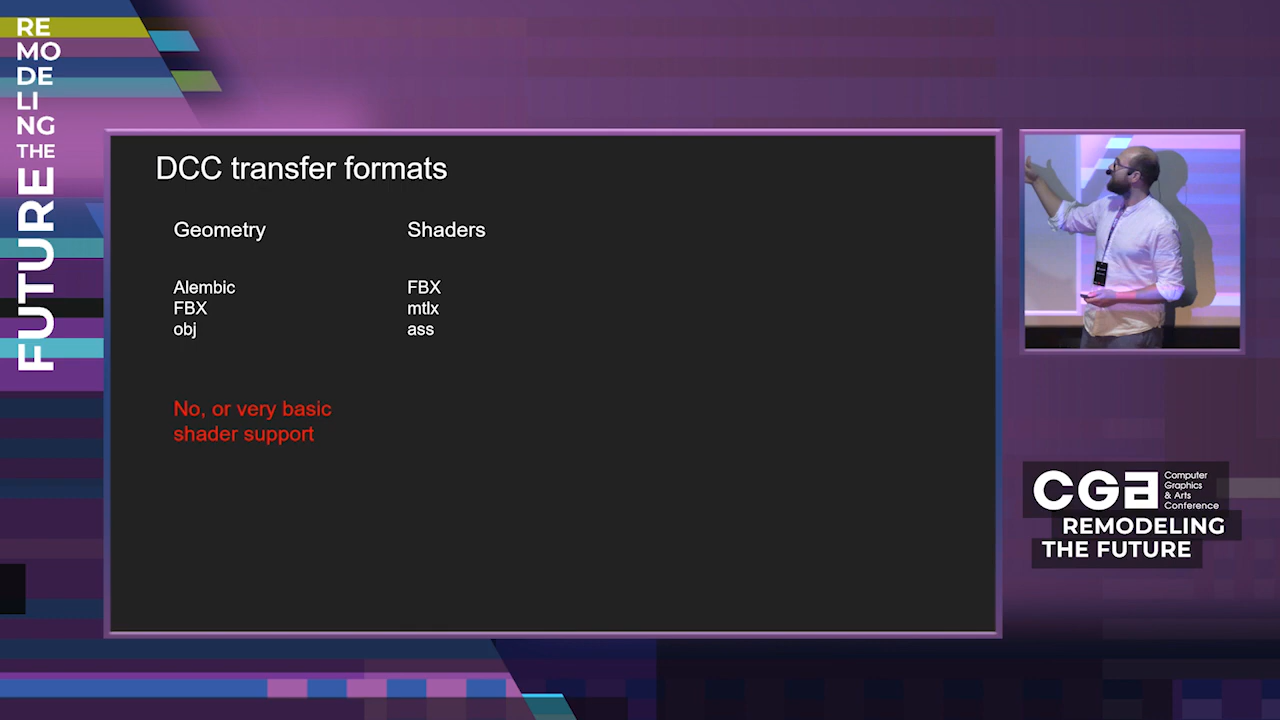 RE
MO
DE
LI
NG
THE
FUTURE
DCC transfer formats
Geometry
Shaders
Alembic
FBX
obj
FBX
mtlx
ass
No, or very basic
shader support
CGA
Computer
Graphics
& Arts
Conference
REMODELING
THE FUTURE